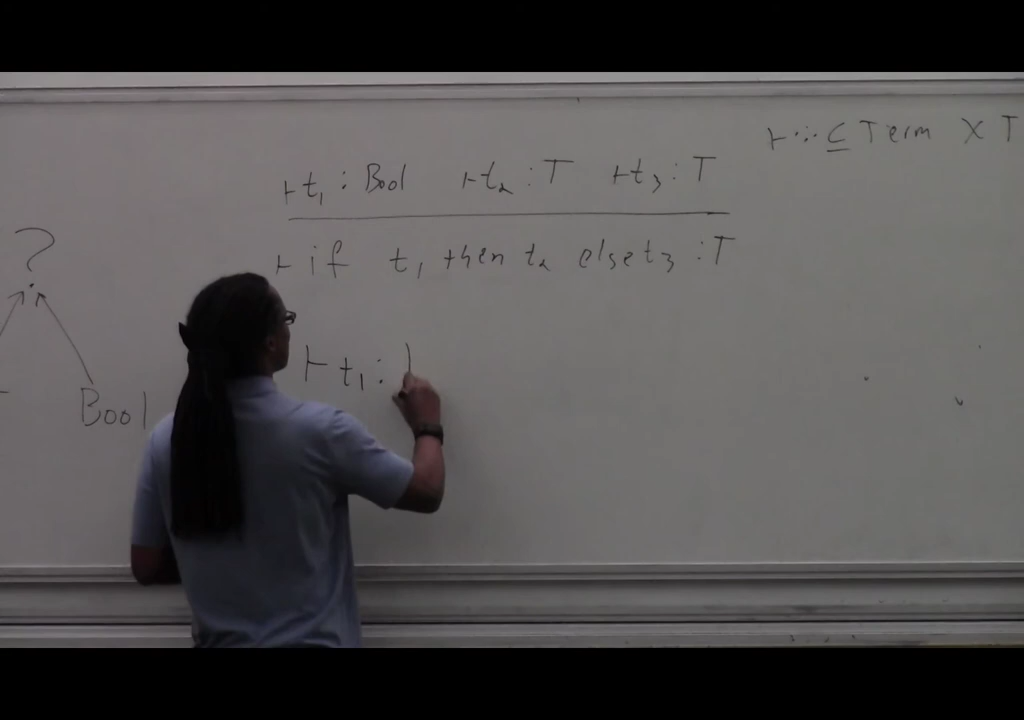 ⊢ ·:· ⊆ Term × T
⊢t₁ : Bool ⊢t₂ : T ⊢t₃ : T
⊢ if t₁ then t₂ else t₃ : T
?
⊢ t₁ :
Bool